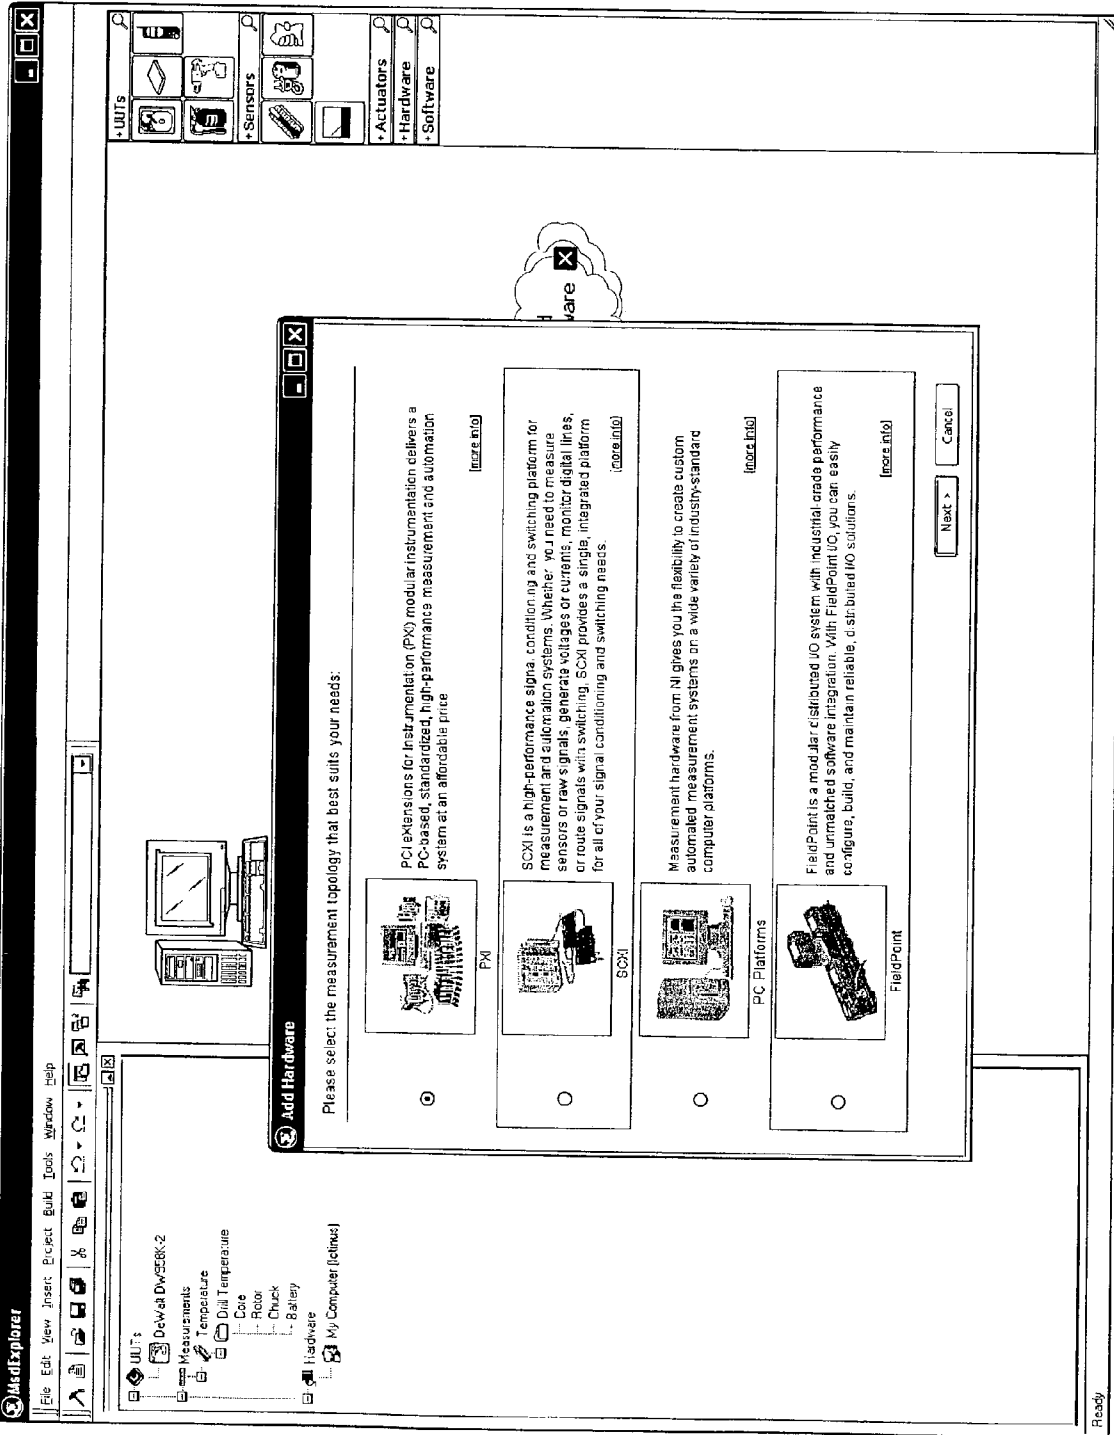 MsdExplorer
File Edit View Insert Project Build Tools Window Help
UUTs
DeWalt DW958K-2
Measurements
Temperature
Drill Temperature
Core
Rotor
Chuck
Battery
Hardware
My Computer [Ictinus]
+UUTs
+Sensors
+Actuators
+Hardware
+Software
ware
Add Hardware
Please select the measurement topology that best suits your needs:
PXI
PCI extensions for Instrumentation (PXI) modular instrumentation delivers a
PC-based, standardized, high-performance measurement and automation
system at an affordable price
[more info]
SCXI
SCXI is a high-performance signal conditioning and switching platform for
measurement and automation systems. Whether you need to measure
sensors or raw signals, generate voltages or currents, monitor digital lines,
or route signals with switching, SCXI provides a single, integrated platform
for all of your signal conditioning and switching needs.
[more info]
PC Platforms
Measurement hardware from NI gives you the flexibility to create custom
automated measurement systems on a wide variety of industry-standard
computer platforms.
[more info]
FieldPoint
FieldPoint is a modular distributed I/O system with industrial-grade performance
and unmatched software integration. With FieldPoint I/O, you can easily
configure, build, and maintain reliable, distributed I/O solutions.
[more info]
Next >
Cancel
Ready